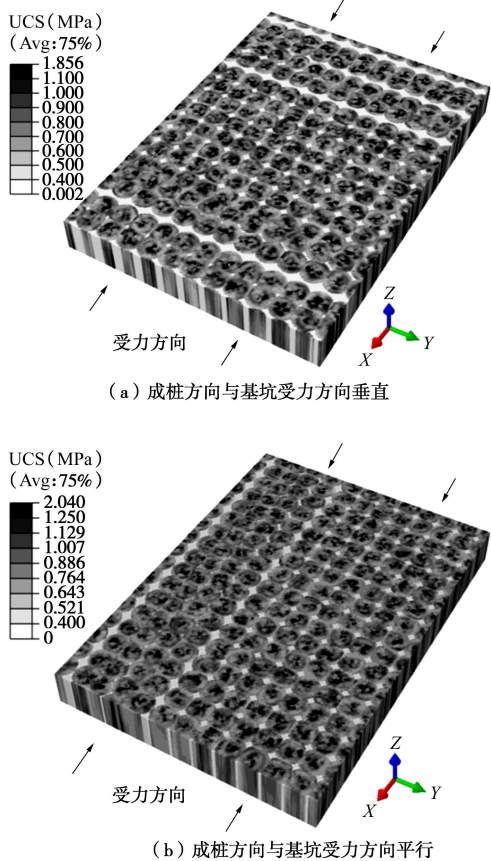 UCS(MPa)
(Avg:75%)
1.856
1.100
1.000
0.900
0.800
0.700
0.600
0.500
0.400
0.002
受力方向
Z
X
Y
(a)成桩方向与基坑受力方向垂直
UCS(MPa)
(Avg:75%)
2.040
1.250
1.129
1.007
0.886
0.764
0.643
0.521
0.400
0
受力方向
Z
Y
X
(b)成桩方向与基坑受力方向平行